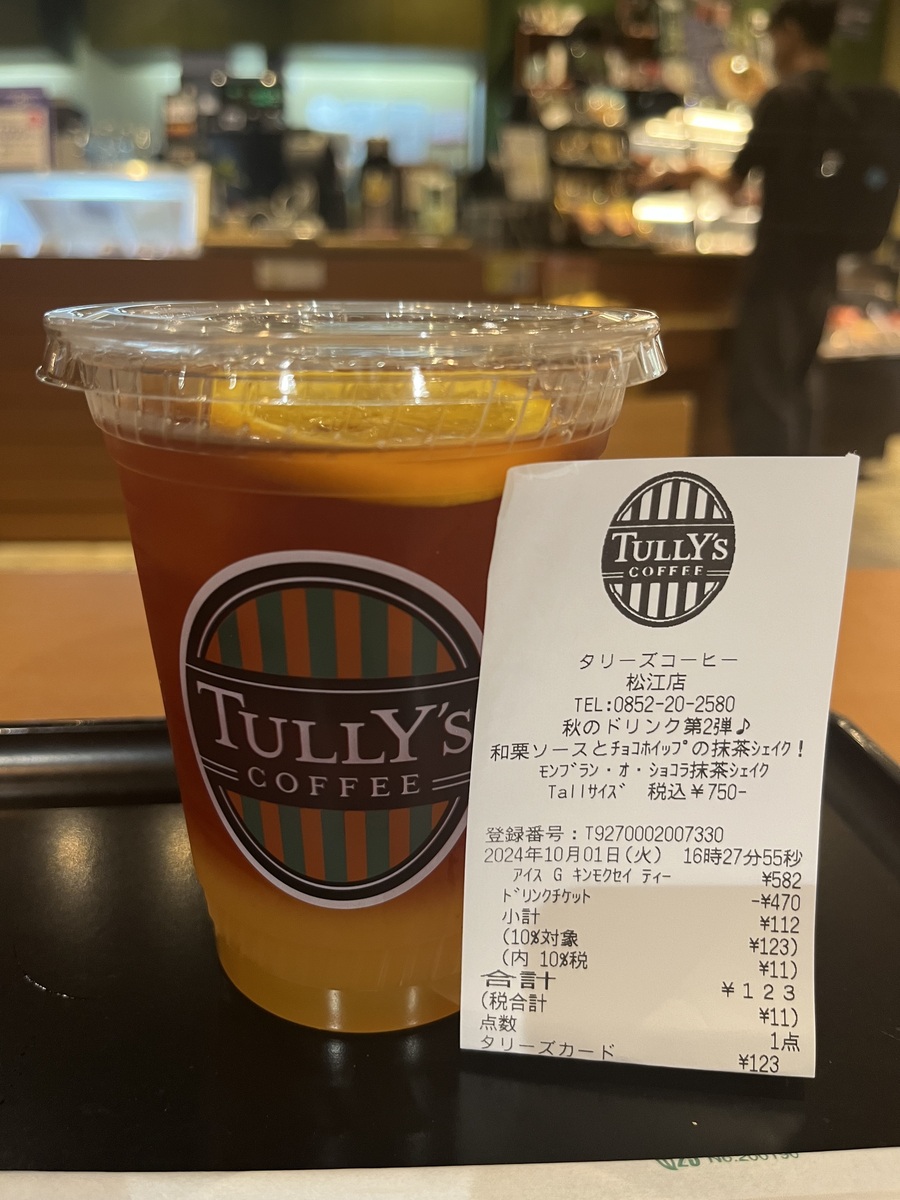 TULLY'S
COFFEE
TULLY'S
COFFEE
タリーズコーヒー
松江店
TEL:0852-20-2580
秋のドリンク第2弾♪
和栗ソースとﾁｮｺﾎｲｯﾌﾟの抹茶ｼｪｲｸ！
ﾓﾝﾌﾞﾗﾝ・ｵ・ｼｮｺﾗ抹茶ｼｪｲｸ
Tallｻｲｽﾞ 税込￥750-
登録番号：T9270002007330
2024年10月01日(火) 16時27分55秒
ｱｲｽ G ｷﾝﾓｸｾｲ ﾃｨｰ ¥582
ﾄﾞﾘﾝｸﾁｹｯﾄ -¥470
小計 ¥112
(10%対象 ¥123)
(内 10%税 ¥11)
合計 ￥１２３
(税合計 ¥11)
点数 1点
タリーズカード ¥123